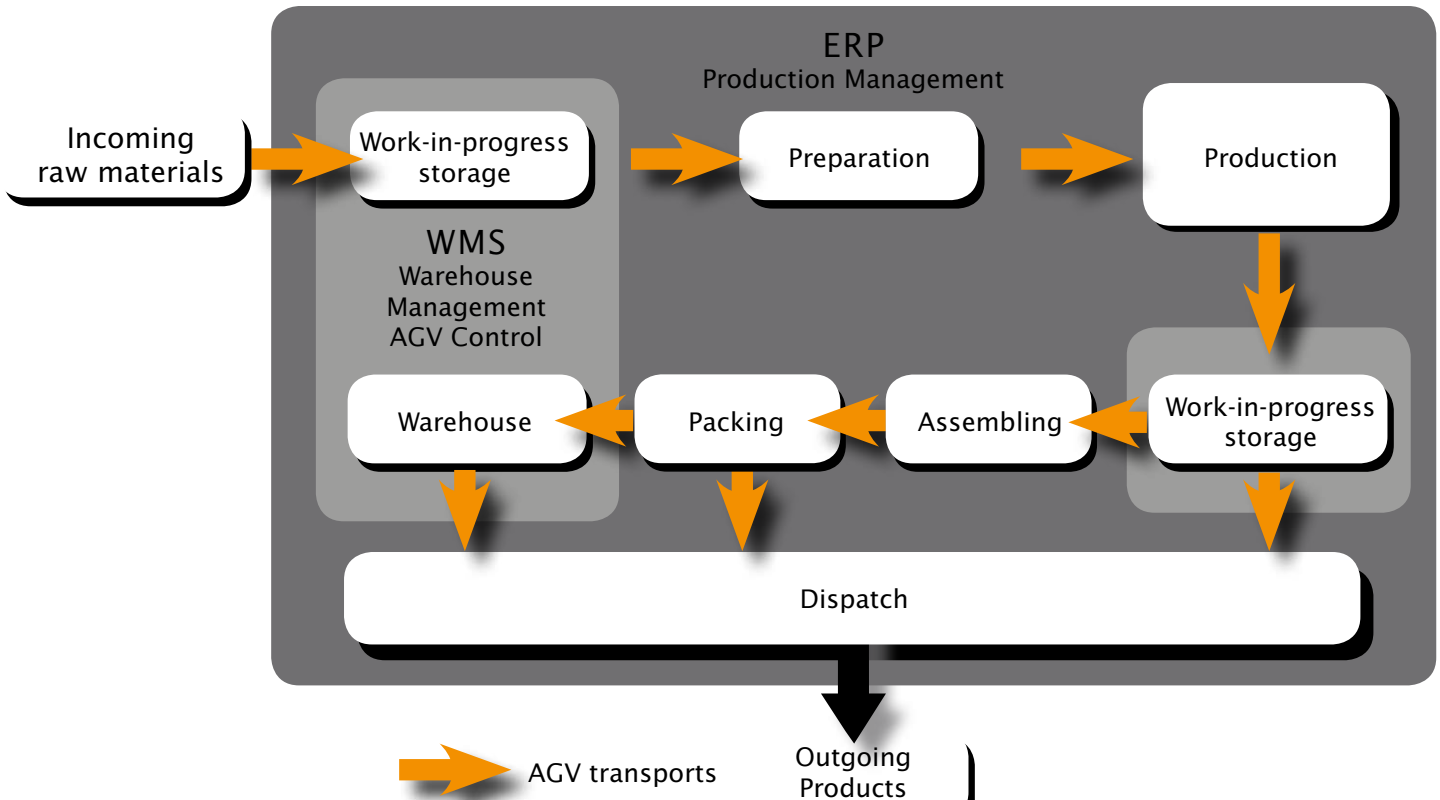 ERP
Production Management
Incoming
raw materials
Work-in-progress
storage
Preparation
Production
WMS
Warehouse
Management
AGV Control
Warehouse
Packing
Assembling
Work-in-progress
storage
Dispatch
AGV transports
Outgoing
Products